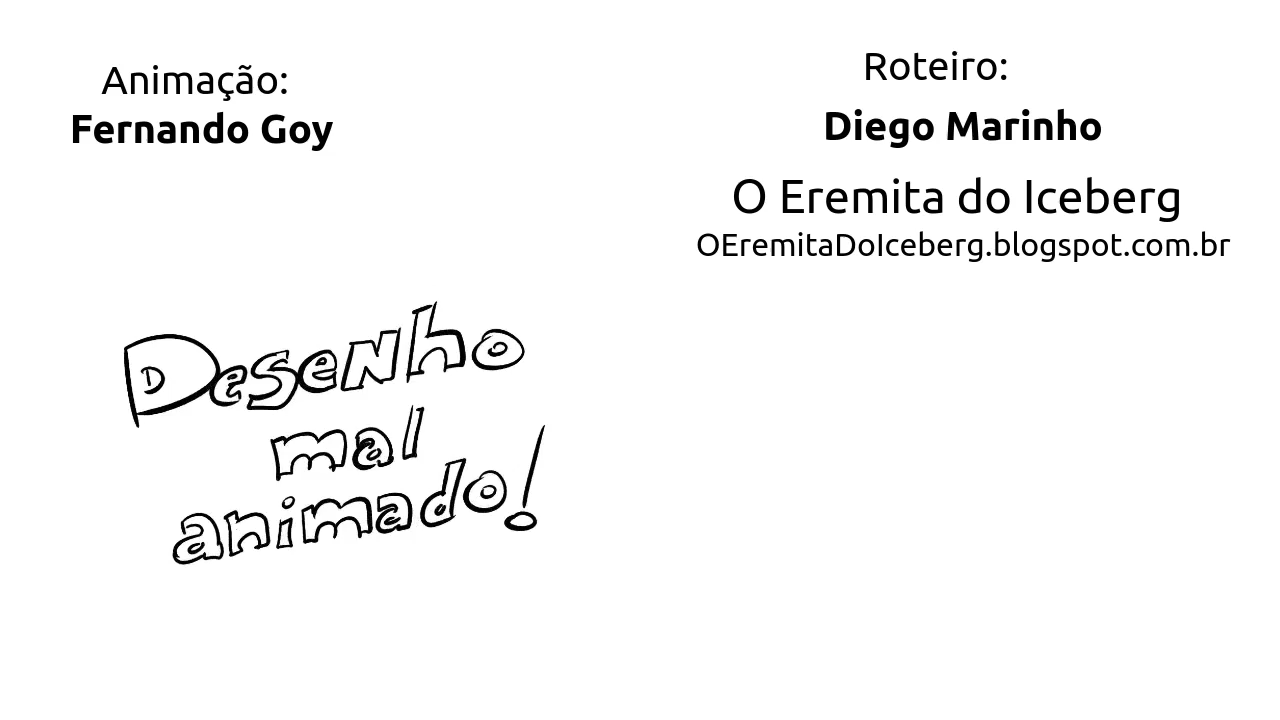 Animação:
Fernando Goy
Roteiro:
Diego Marinho
O Eremita do Iceberg
OEremitaDoIceberg.blogspot.com.br
Desenho
mal
animado!